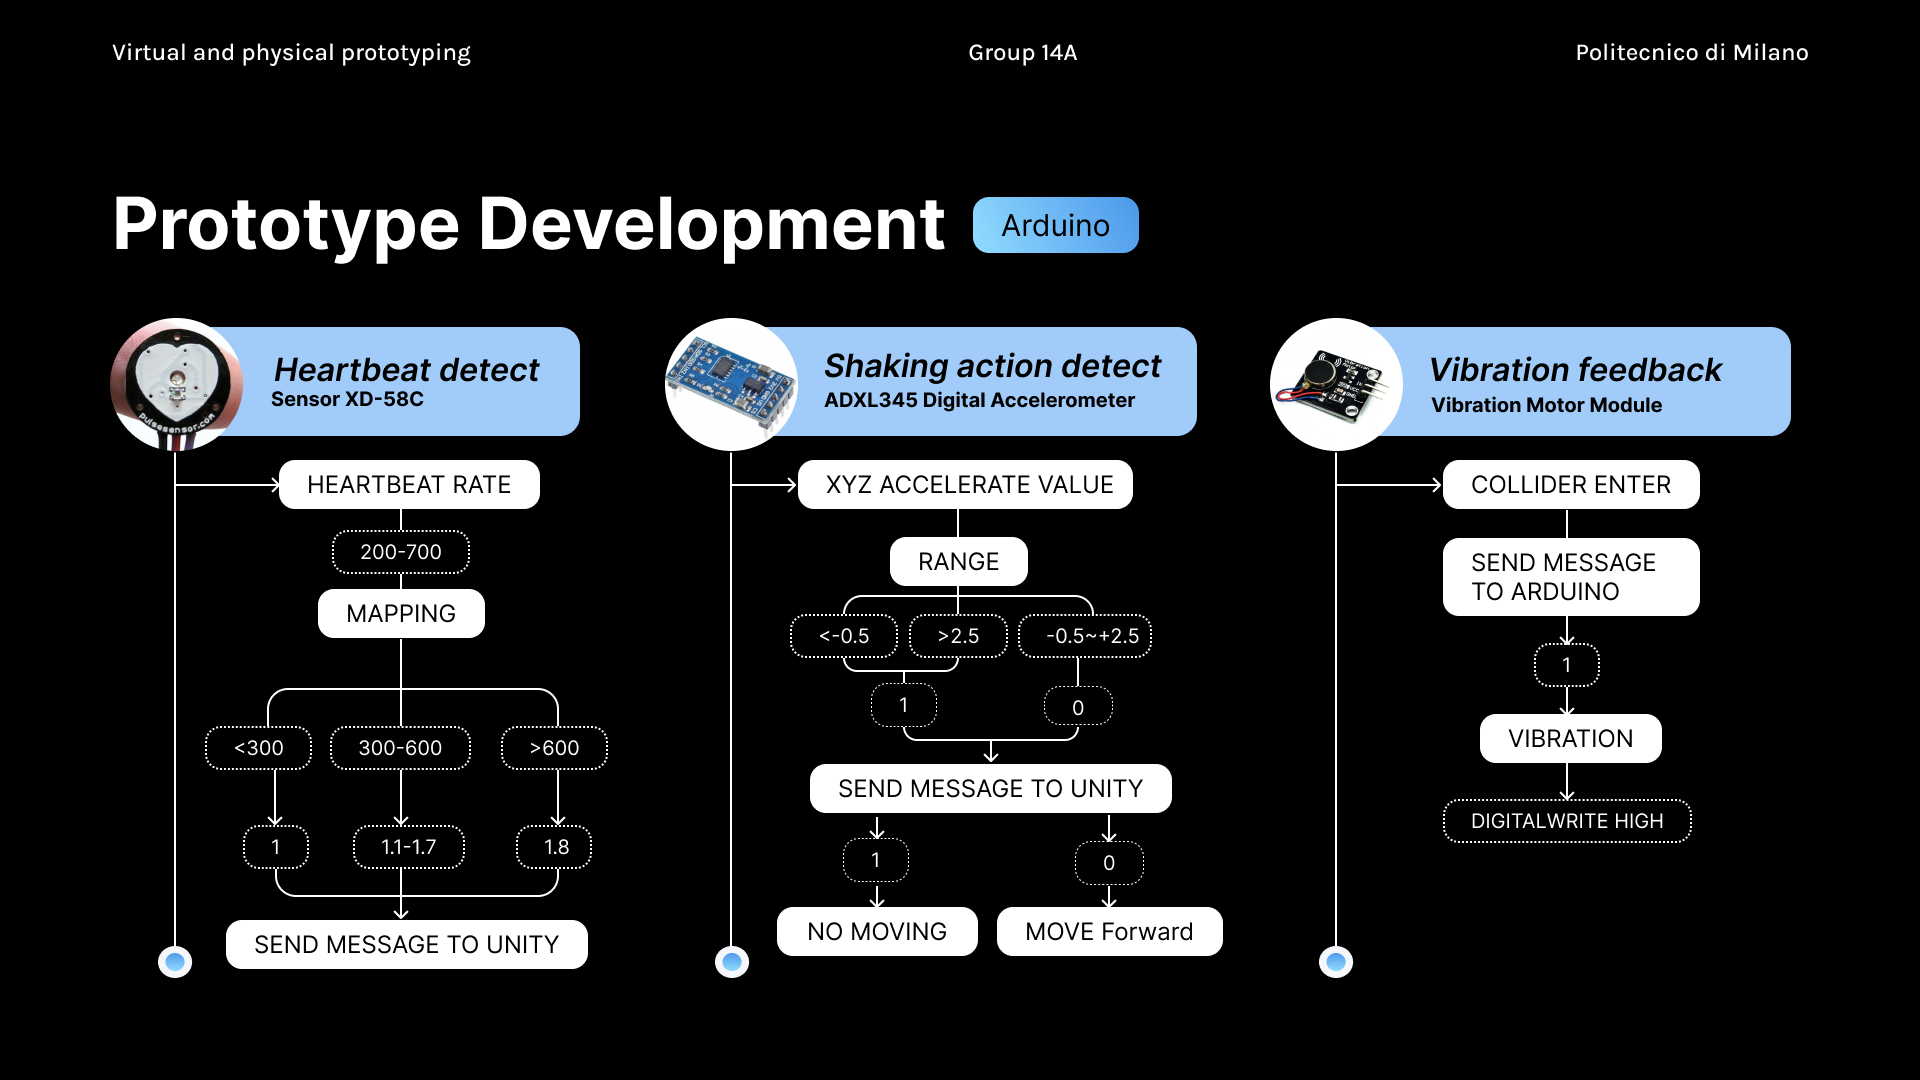 Virtual and physical prototyping
Group 14A
Politecnico di Milano
Prototype Development
Arduino
Heartbeat detect
Sensor XD-58C
pulsesensor.com
HEARTBEAT RATE
200-700
MAPPING
<300
300-600
>600
1
1.1-1.7
1.8
SEND MESSAGE TO UNITY
Shaking action detect
ADXL345 Digital Accelerometer
XYZ ACCELERATE VALUE
RANGE
<-0.5
>2.5
-0.5~+2.5
1
0
SEND MESSAGE TO UNITY
1
0
NO MOVING
MOVE Forward
Vibration feedback
Vibration Motor Module
COLLIDER ENTER
SEND MESSAGE
TO ARDUINO
1
VIBRATION
DIGITALWRITE HIGH